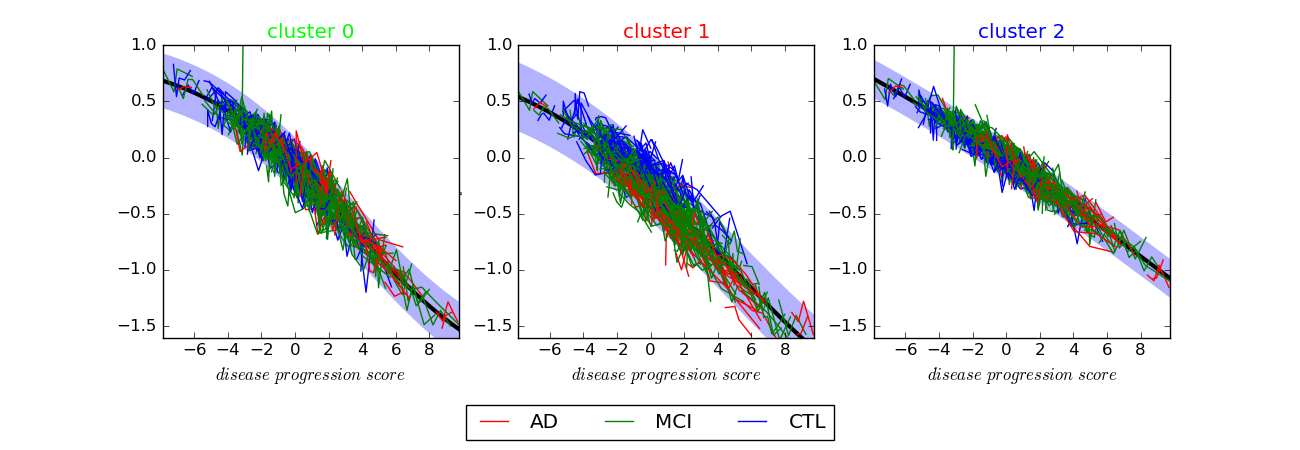 cluster 0 cluster 1 cluster 2
1.0 1.0 1.0
0.5 0.5 0.5
0.0 0.0 0.0
−0.5 −0.5 −0.5
−1.0 −1.0 −1.0
−1.5 −1.5 −1.5
−6 −4 −2 0 2 4 6 8 −6 −4 −2 0 2 4 6 8 −6 −4 −2 0 2 4 6 8
disease progression score disease progression score disease progression score
AD MCI CTL